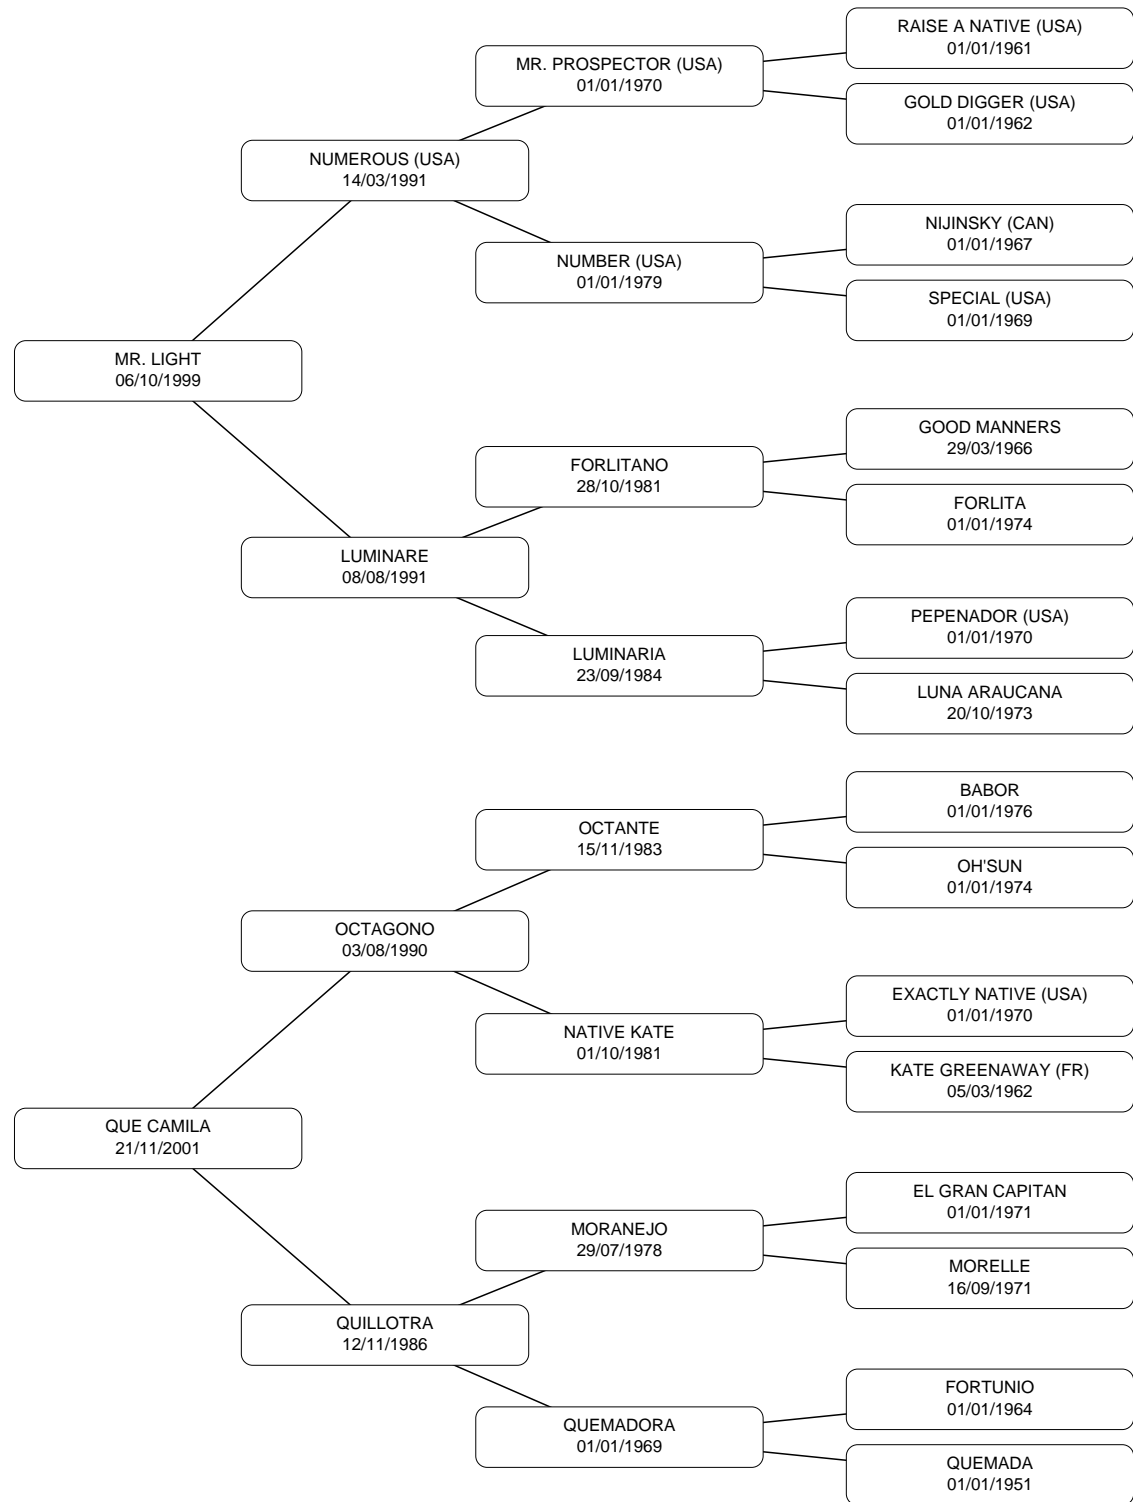 RAISE A NATIVE (USA)
01/01/1961
MR. PROSPECTOR (USA)
01/01/1970
GOLD DIGGER (USA)
01/01/1962
NUMEROUS (USA)
14/03/1991
NIJINSKY (CAN)
01/01/1967
NUMBER (USA)
01/01/1979
SPECIAL (USA)
01/01/1969
MR. LIGHT
06/10/1999
GOOD MANNERS
29/03/1966
FORLITANO
28/10/1981
FORLITA
01/01/1974
LUMINARE
08/08/1991
PEPENADOR (USA)
01/01/1970
LUMINARIA
23/09/1984
LUNA ARAUCANA
20/10/1973
BABOR
01/01/1976
OCTANTE
15/11/1983
OH'SUN
01/01/1974
OCTAGONO
03/08/1990
EXACTLY NATIVE (USA)
01/01/1970
NATIVE KATE
01/10/1981
KATE GREENAWAY (FR)
05/03/1962
QUE CAMILA
21/11/2001
EL GRAN CAPITAN
01/01/1971
MORANEJO
29/07/1978
MORELLE
16/09/1971
QUILLOTRA
12/11/1986
FORTUNIO
01/01/1964
QUEMADORA
01/01/1969
QUEMADA
01/01/1951